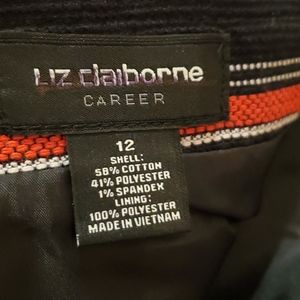 Liz claiborne
CAREER
12
SHELL:
58% COTTON
41% POLYESTER
1% SPANDEX
LINING:
100% POLYESTER
MADE IN VIETNAM